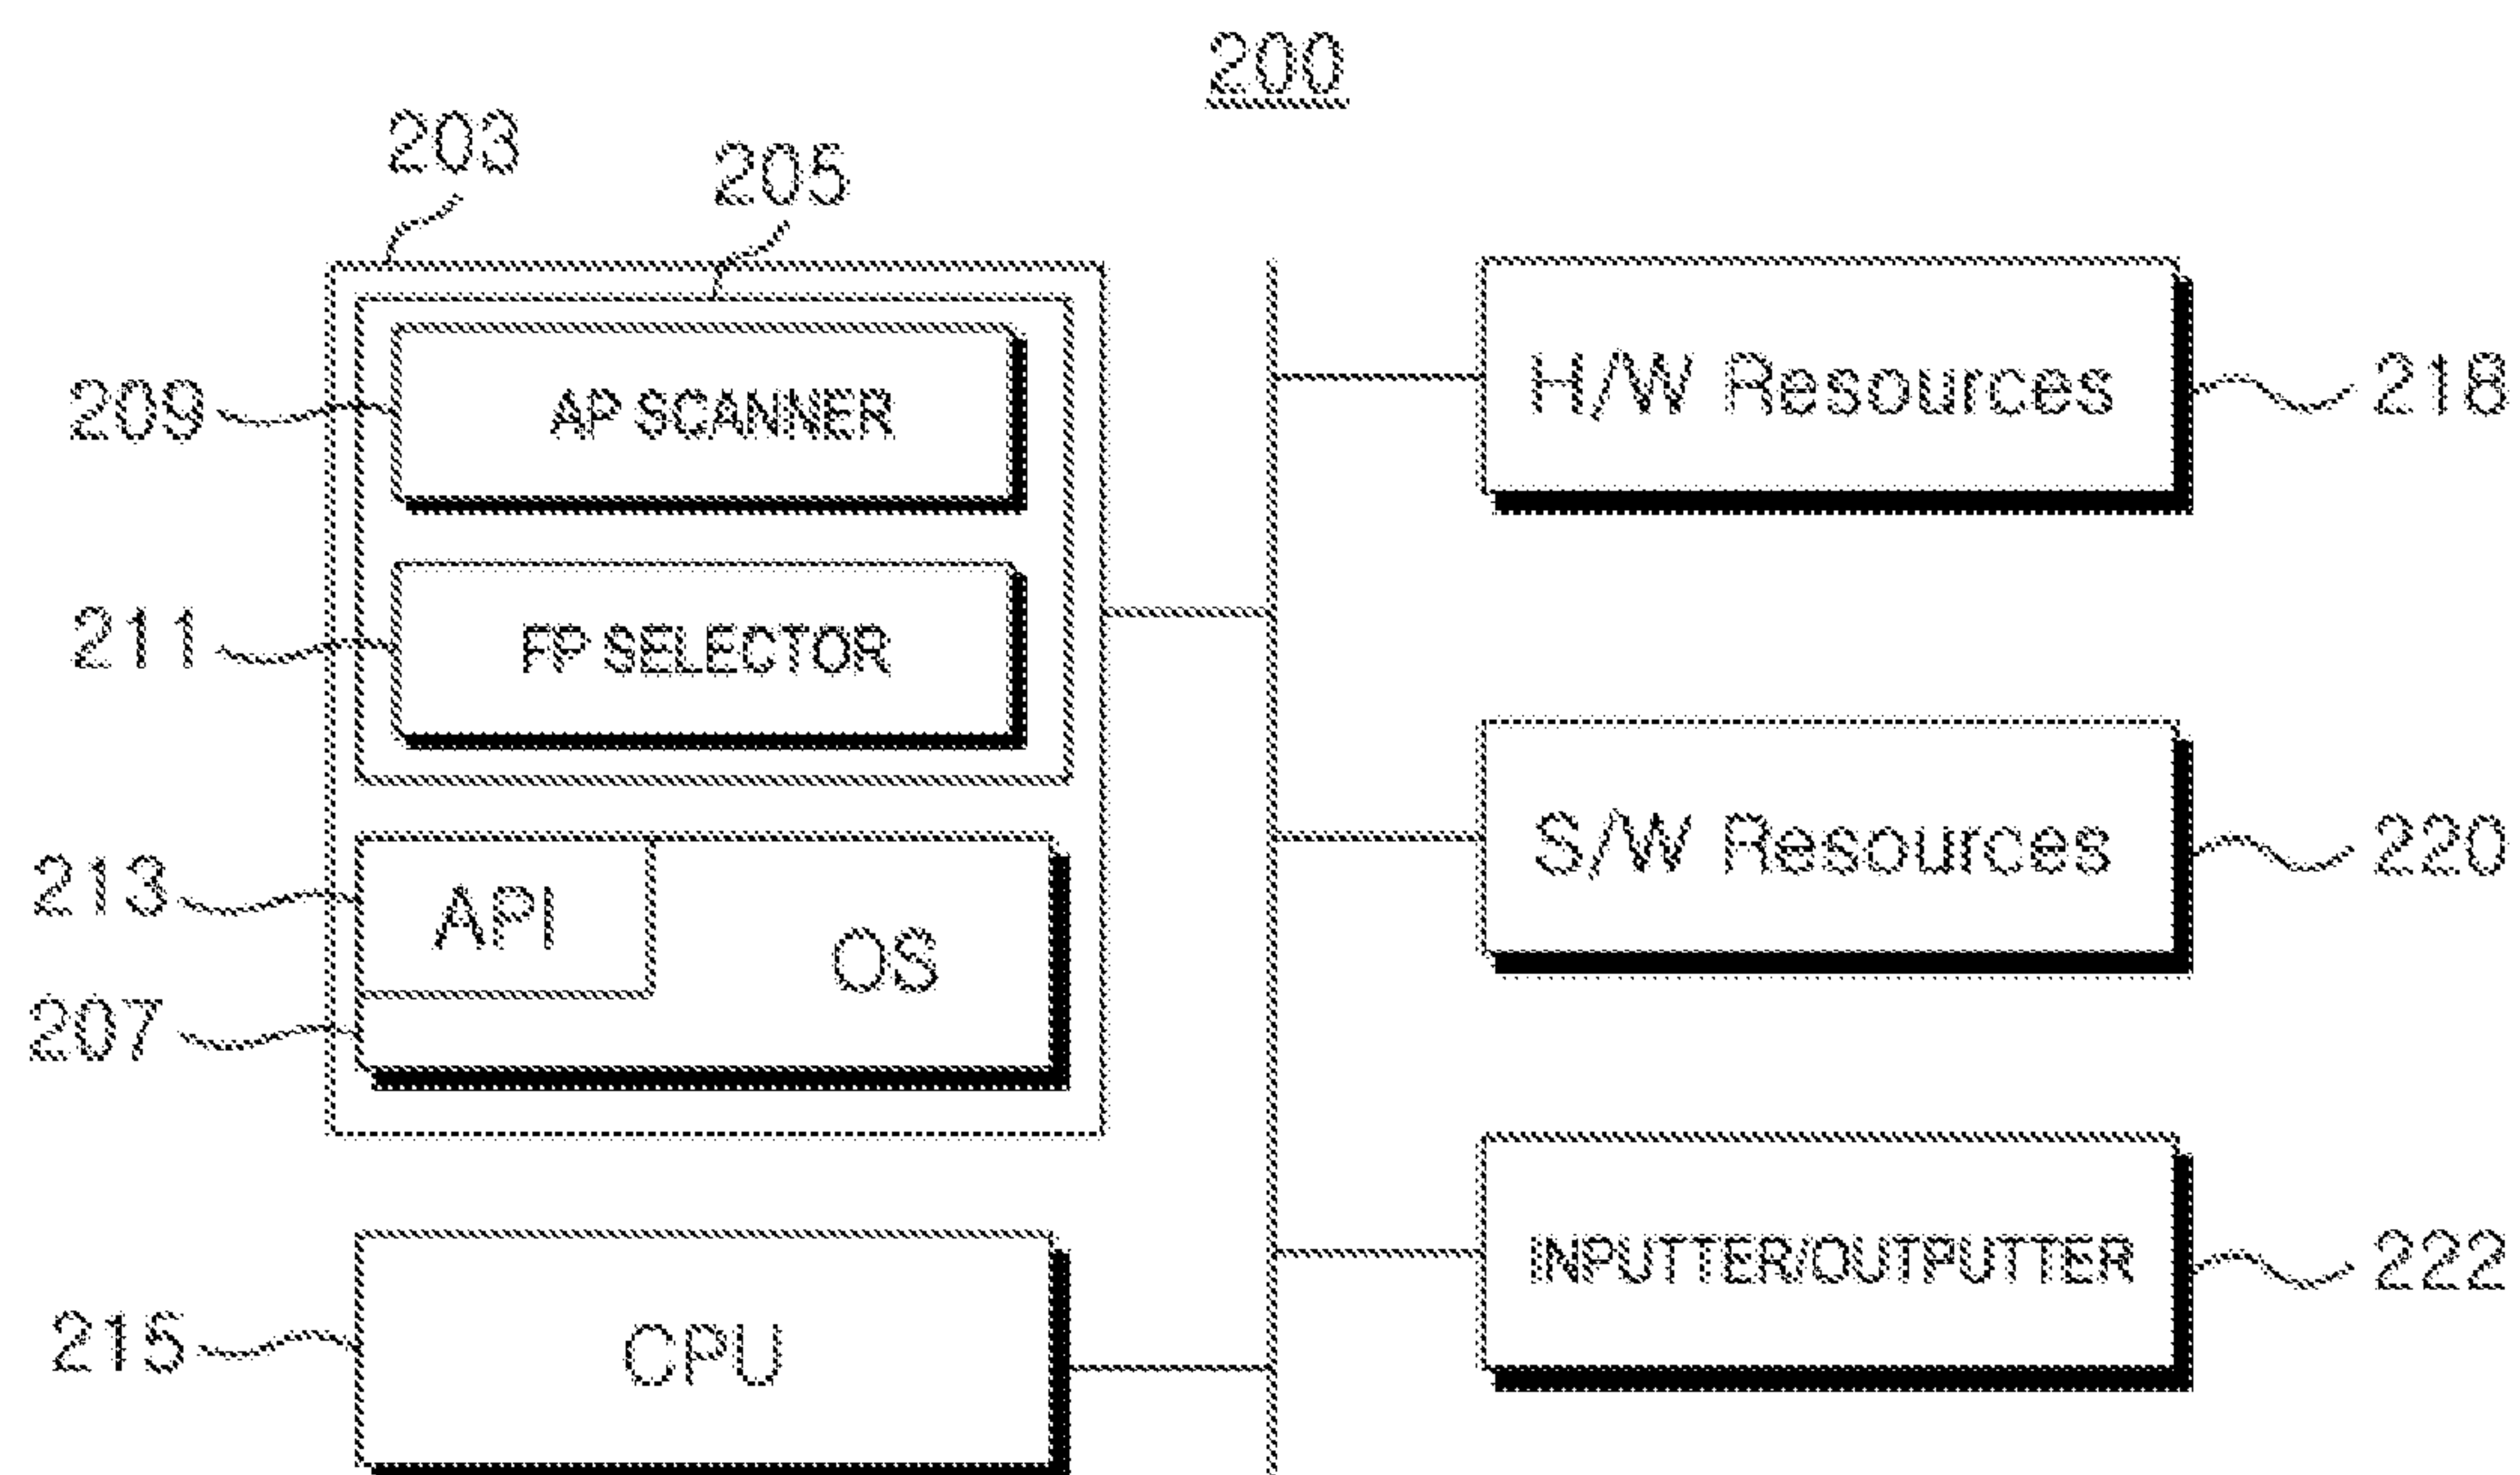 200
203
205
209
AP SCANNER
H/W Resources
218
211
FP SELECTOR
213
API
OS
S/W Resources
220
207
INPUTTER/OUTPUTTER
222
215
CPU